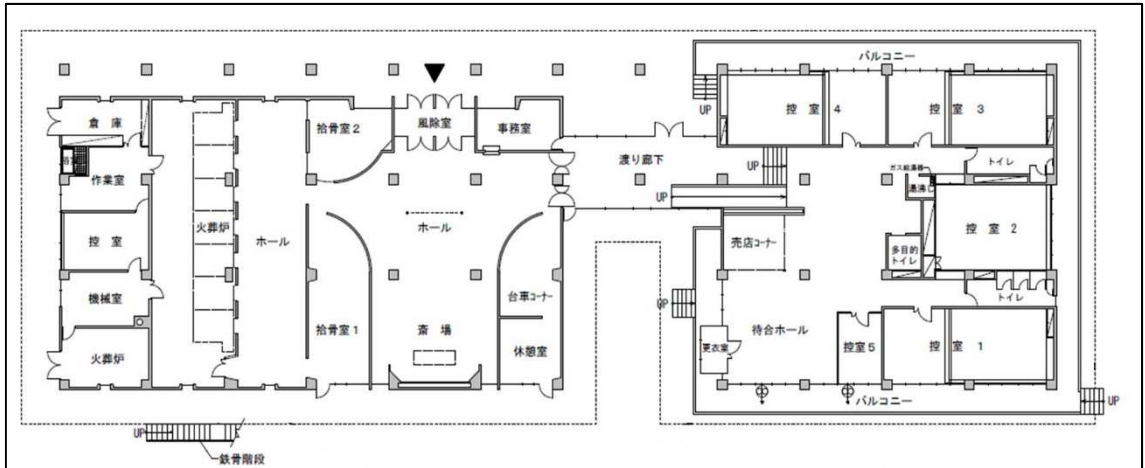 バルコニー
UP
控室4
控室3
倉庫
拾骨室2
風除室
事務室
渡り廊下
UP
トイレ
ガス給湯器
湯沸し
浴室
作業室
UP
火葬炉
ホール
ホール
売店コーナー
控室2
多目的
トイレ
控室
機械室
台車コーナー
UP
トイレ
拾骨室1
斎場
待合ホール
火葬炉
休憩室
更衣室
控室5
控室1
バルコニー
UP
UP
鉄骨階段